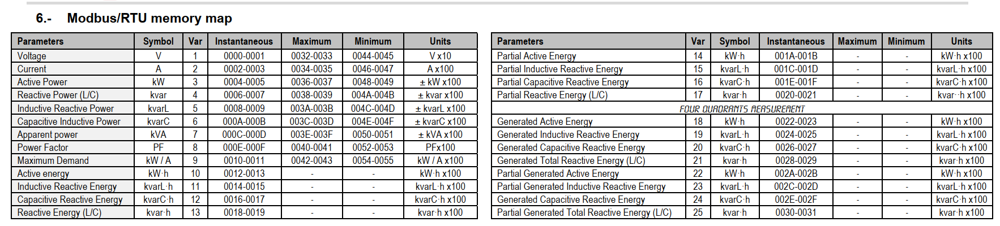 6.- Modbus/RTU memory map
Parameters Symbol Var Instantaneous Maximum Minimum Units
Voltage V 1 0000-0001 0032-0033 0044-0045 V x10
Current A 2 0002-0003 0034-0035 0046-0047 A x100
Active Power kW 3 0004-0005 0036-0037 0048-0049 ± kW x100
Reactive Power (L/C) kvar 4 0006-0007 0038-0039 004A-004B ± kvar x100
Inductive Reactive Power kvarL 5 0008-0009 003A-003B 004C-004D ± kvarL x100
Capacitive Inductive Power kvarC 6 000A-000B 003C-003D 004E-004F ± kvarC x100
Apparent power kVA 7 000C-000D 003E-003F 0050-0051 ± kVA x100
Power Factor PF 8 000E-000F 0040-0041 0052-0053 PFx100
Maximum Demand kW / A 9 0010-0011 0042-0043 0054-0055 kW / A x100
Active energy kW·h 10 0012-0013 - - kW·h x100
Inductive Reactive Energy kvarL·h 11 0014-0015 - - kvarL·h x100
Capacitive Reactive Energy kvarC·h 12 0016-0017 - - kvarC·h x100
Reactive Energy (L/C) kvar·h 13 0018-0019 - - kvar·h x100
Parameters Var Symbol Instantaneous Maximum Minimum Units
Partial Active Energy 14 kW·h 001A-001B - - kW·h x100
Partial Inductive Reactive Energy 15 kvarL·h 001C-001D - - kvarL·h x100
Partial Capacitive Reactive Energy 16 kvarC·h 001E-001F - - kvarC·h x100
Partial Reactive Energy (L/C) 17 kvar·h 0020-0021 - - kvar··h x100
FOUR QUADRANTS MEASUREMENT
Generated Active Energy 18 kW·h 0022-0023 - - kW·h x100
Generated Inductive Reactive Energy 19 kvarL·h 0024-0025 - - kvarL·h x100
Generated Capacitive Reactive Energy 20 kvarC·h 0026-0027 - - kvarC·h x100
Generated Total Reactive Energy (L/C) 21 kvar·h 0028-0029 - - kvar·h x100
Partial Generated Active Energy 22 kW·h 002A-002B - - kW·h x100
Partial Generated Inductive Reactive Energy 23 kvarL·h 002C-002D - - kvarL·h x100
Generated Capacitive Reactive Energy 24 kvarC·h 002E-002F - - kvarC·h x100
Partial Generated Total Reactive Energy (L/C) 25 kvar·h 0030-0031 - - kvar·h x100